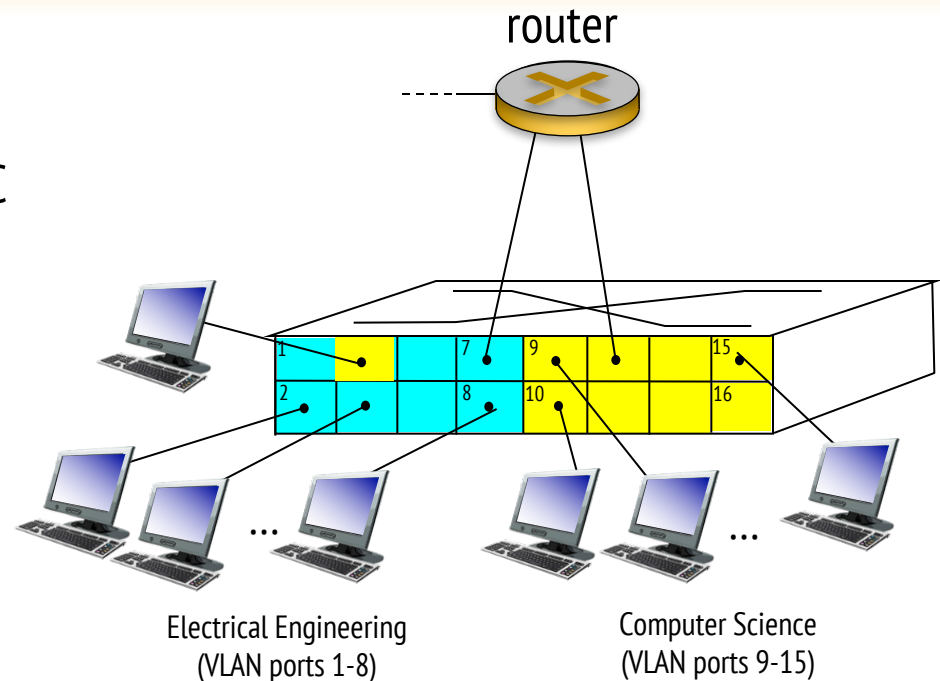 router
C
1
7
9
15
2
8
10
16
...
...
Electrical Engineering
(VLAN ports 1-8)
Computer Science
(VLAN ports 9-15)